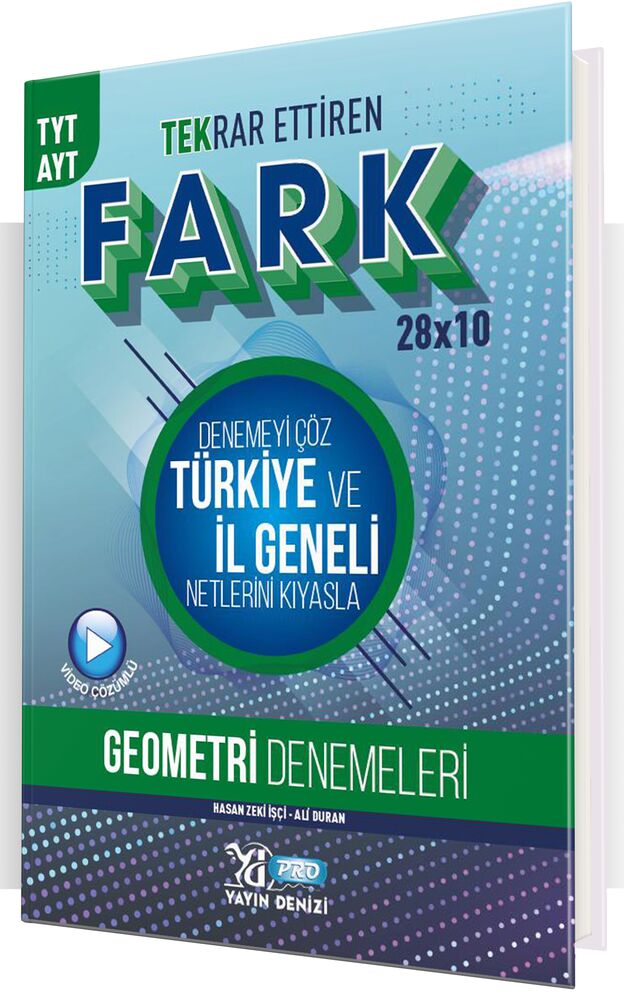 TYT
AYT
TEKRAR ETTİREN
FARK
28x10
DENEMEYİ ÇÖZ
TÜRKİYE VE
İL GENELİ
NETLERİNİ KIYASLA
VİDEO ÇÖZÜMLÜ
GEOMETRİ DENEMELERİ
HASAN ZEKİ İŞÇİ - ALİ DURAN
YD PRO
YAYIN DENİZİ